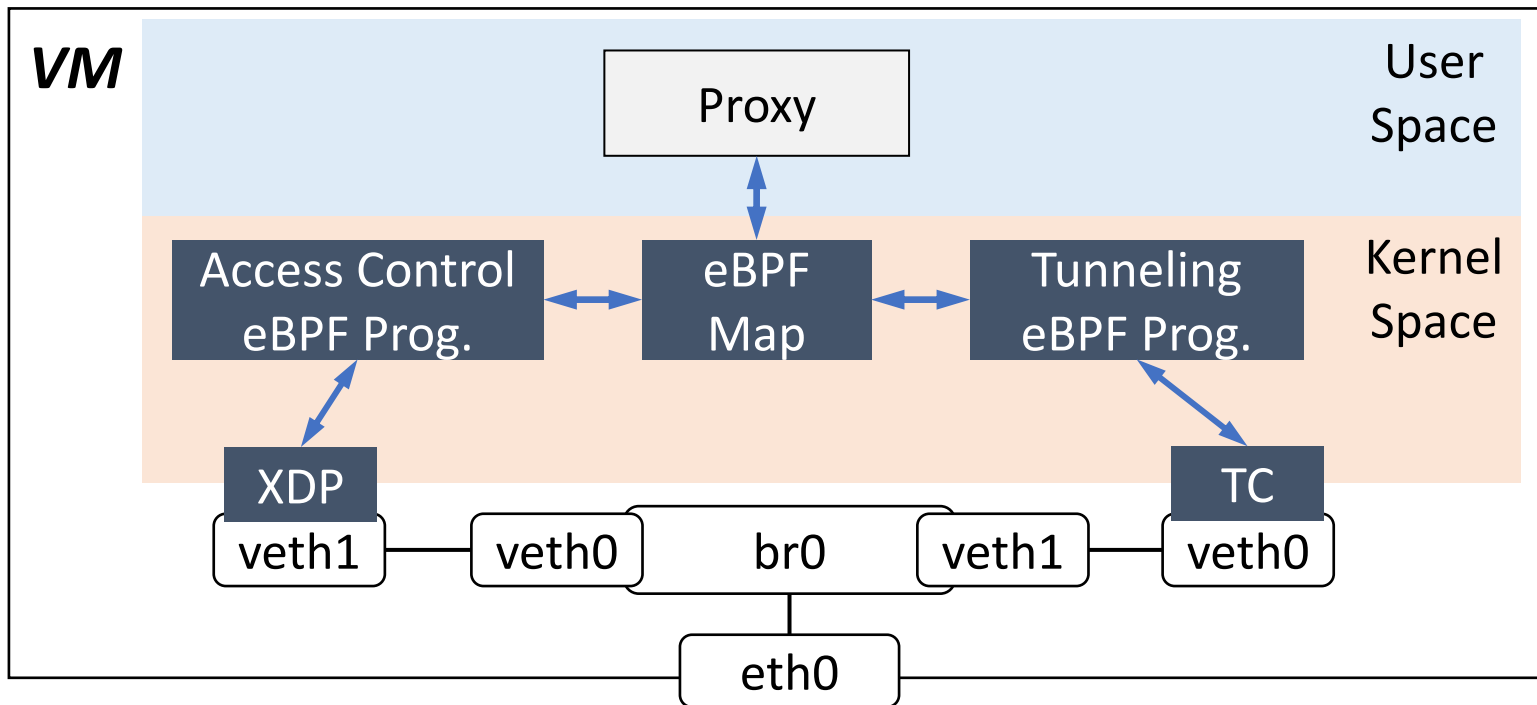 VM
User
Space
Proxy
Access Control
eBPF Prog.
eBPF
Map
Tunneling
eBPF Prog.
Kernel
Space
XDP
TC
veth1
veth0
br0
veth1
veth0
eth0